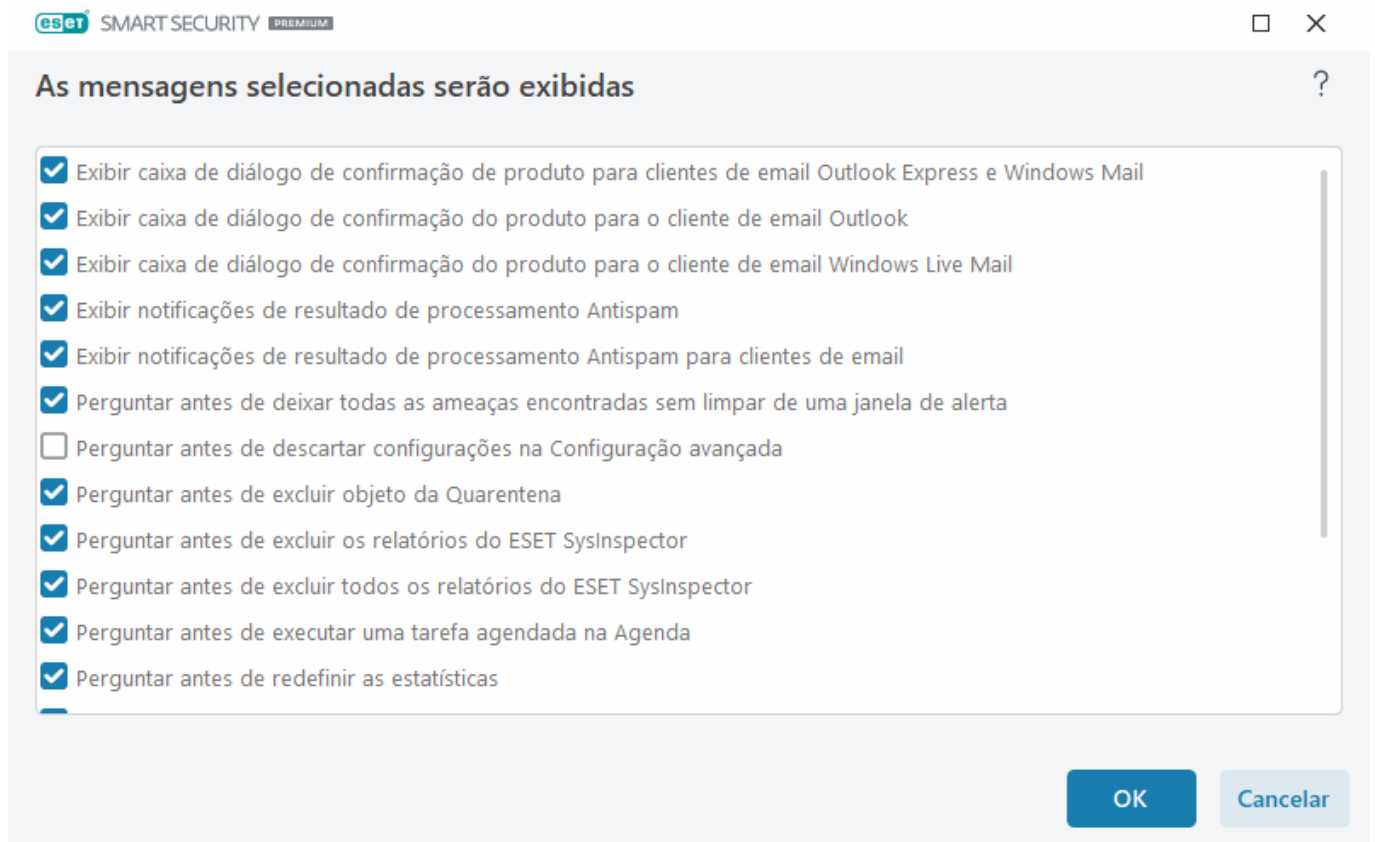 eset SMART SECURITY PREMIUM
As mensagens selecionadas serão exibidas
?
Exibir caixa de diálogo de confirmação de produto para clientes de email Outlook Express e Windows Mail
Exibir caixa de diálogo de confirmação do produto para o cliente de email Outlook
Exibir caixa de diálogo de confirmação do produto para o cliente de email Windows Live Mail
Exibir notificações de resultado de processamento Antispam
Exibir notificações de resultado de processamento Antispam para clientes de email
Perguntar antes de deixar todas as ameaças encontradas sem limpar de uma janela de alerta
Perguntar antes de descartar configurações na Configuração avançada
Perguntar antes de excluir objeto da Quarentena
Perguntar antes de excluir os relatórios do ESET SysInspector
Perguntar antes de excluir todos os relatórios do ESET SysInspector
Perguntar antes de executar uma tarefa agendada na Agenda
Perguntar antes de redefinir as estatísticas
OK
Cancelar